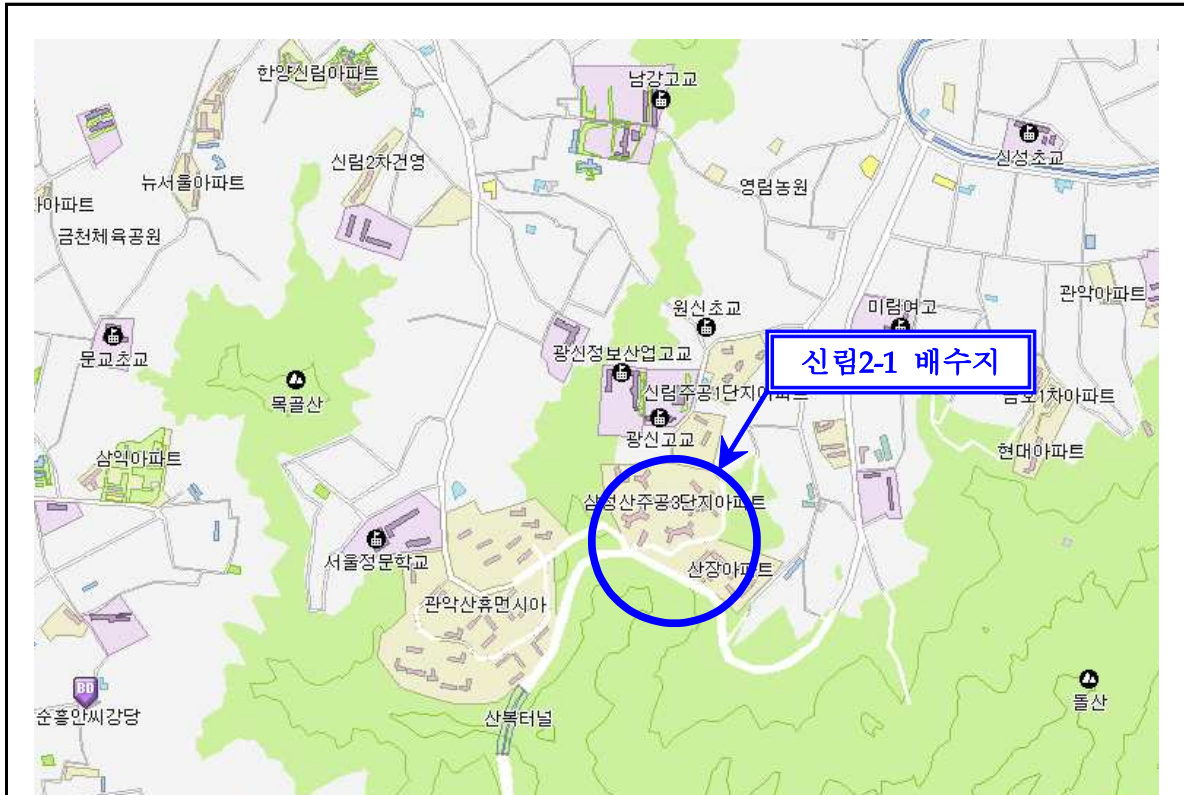 한양신림아파트
남강고교
신성초교
신림2차건영
뉴서울아파트
영림농원
아파트
금천체육공원
관악아파트
원신초교
미림여고
문교초교
광신정보산업고교
신림2-1 배수지
목골산
신림주공1단지아파트
금호1차아파트
광신고교
현대아파트
삼익아파트
삼성산주공3단지아파트
서울정문학교
산장아파트
관악산휴먼시아
BD
순흥안씨강당
산복터널
돌산